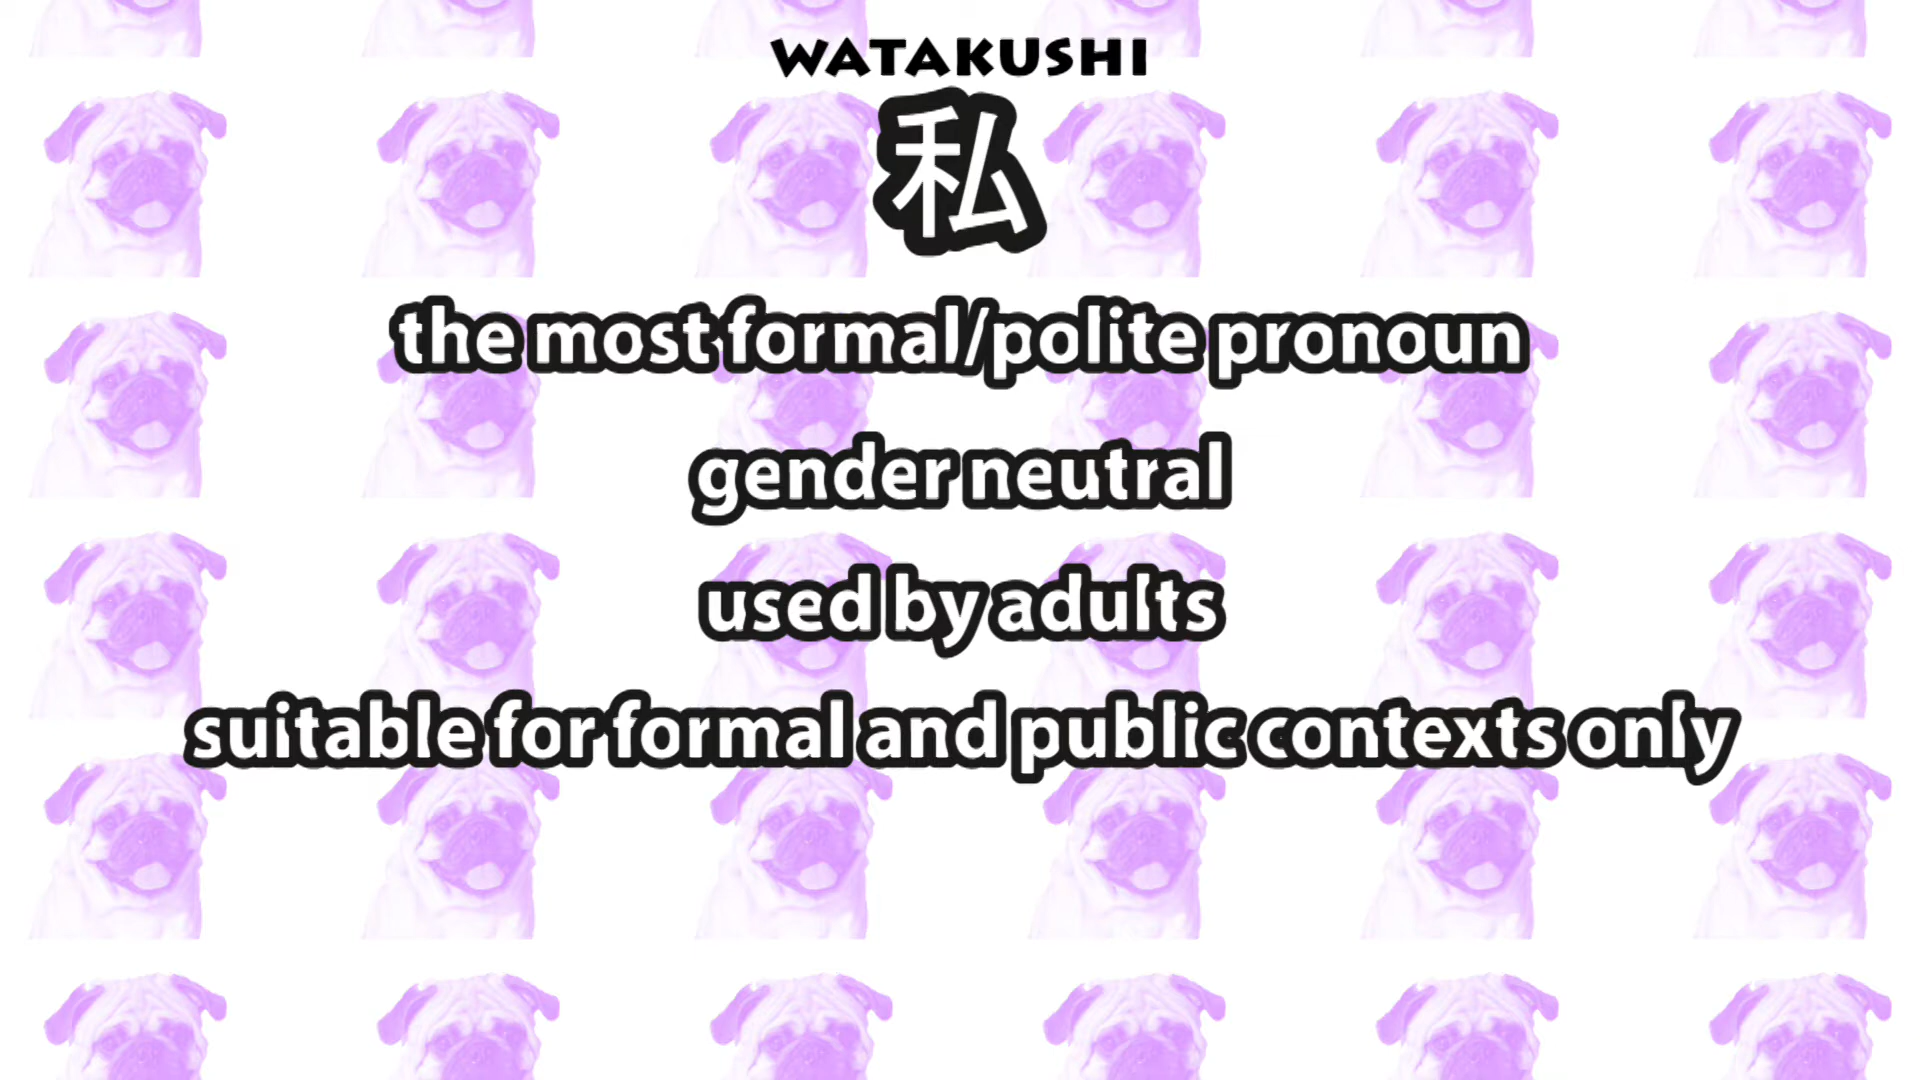 WATAKUSHI
私
the most formal/polite pronoun
gender neutral
used by adults
suitable for formal and public contexts only